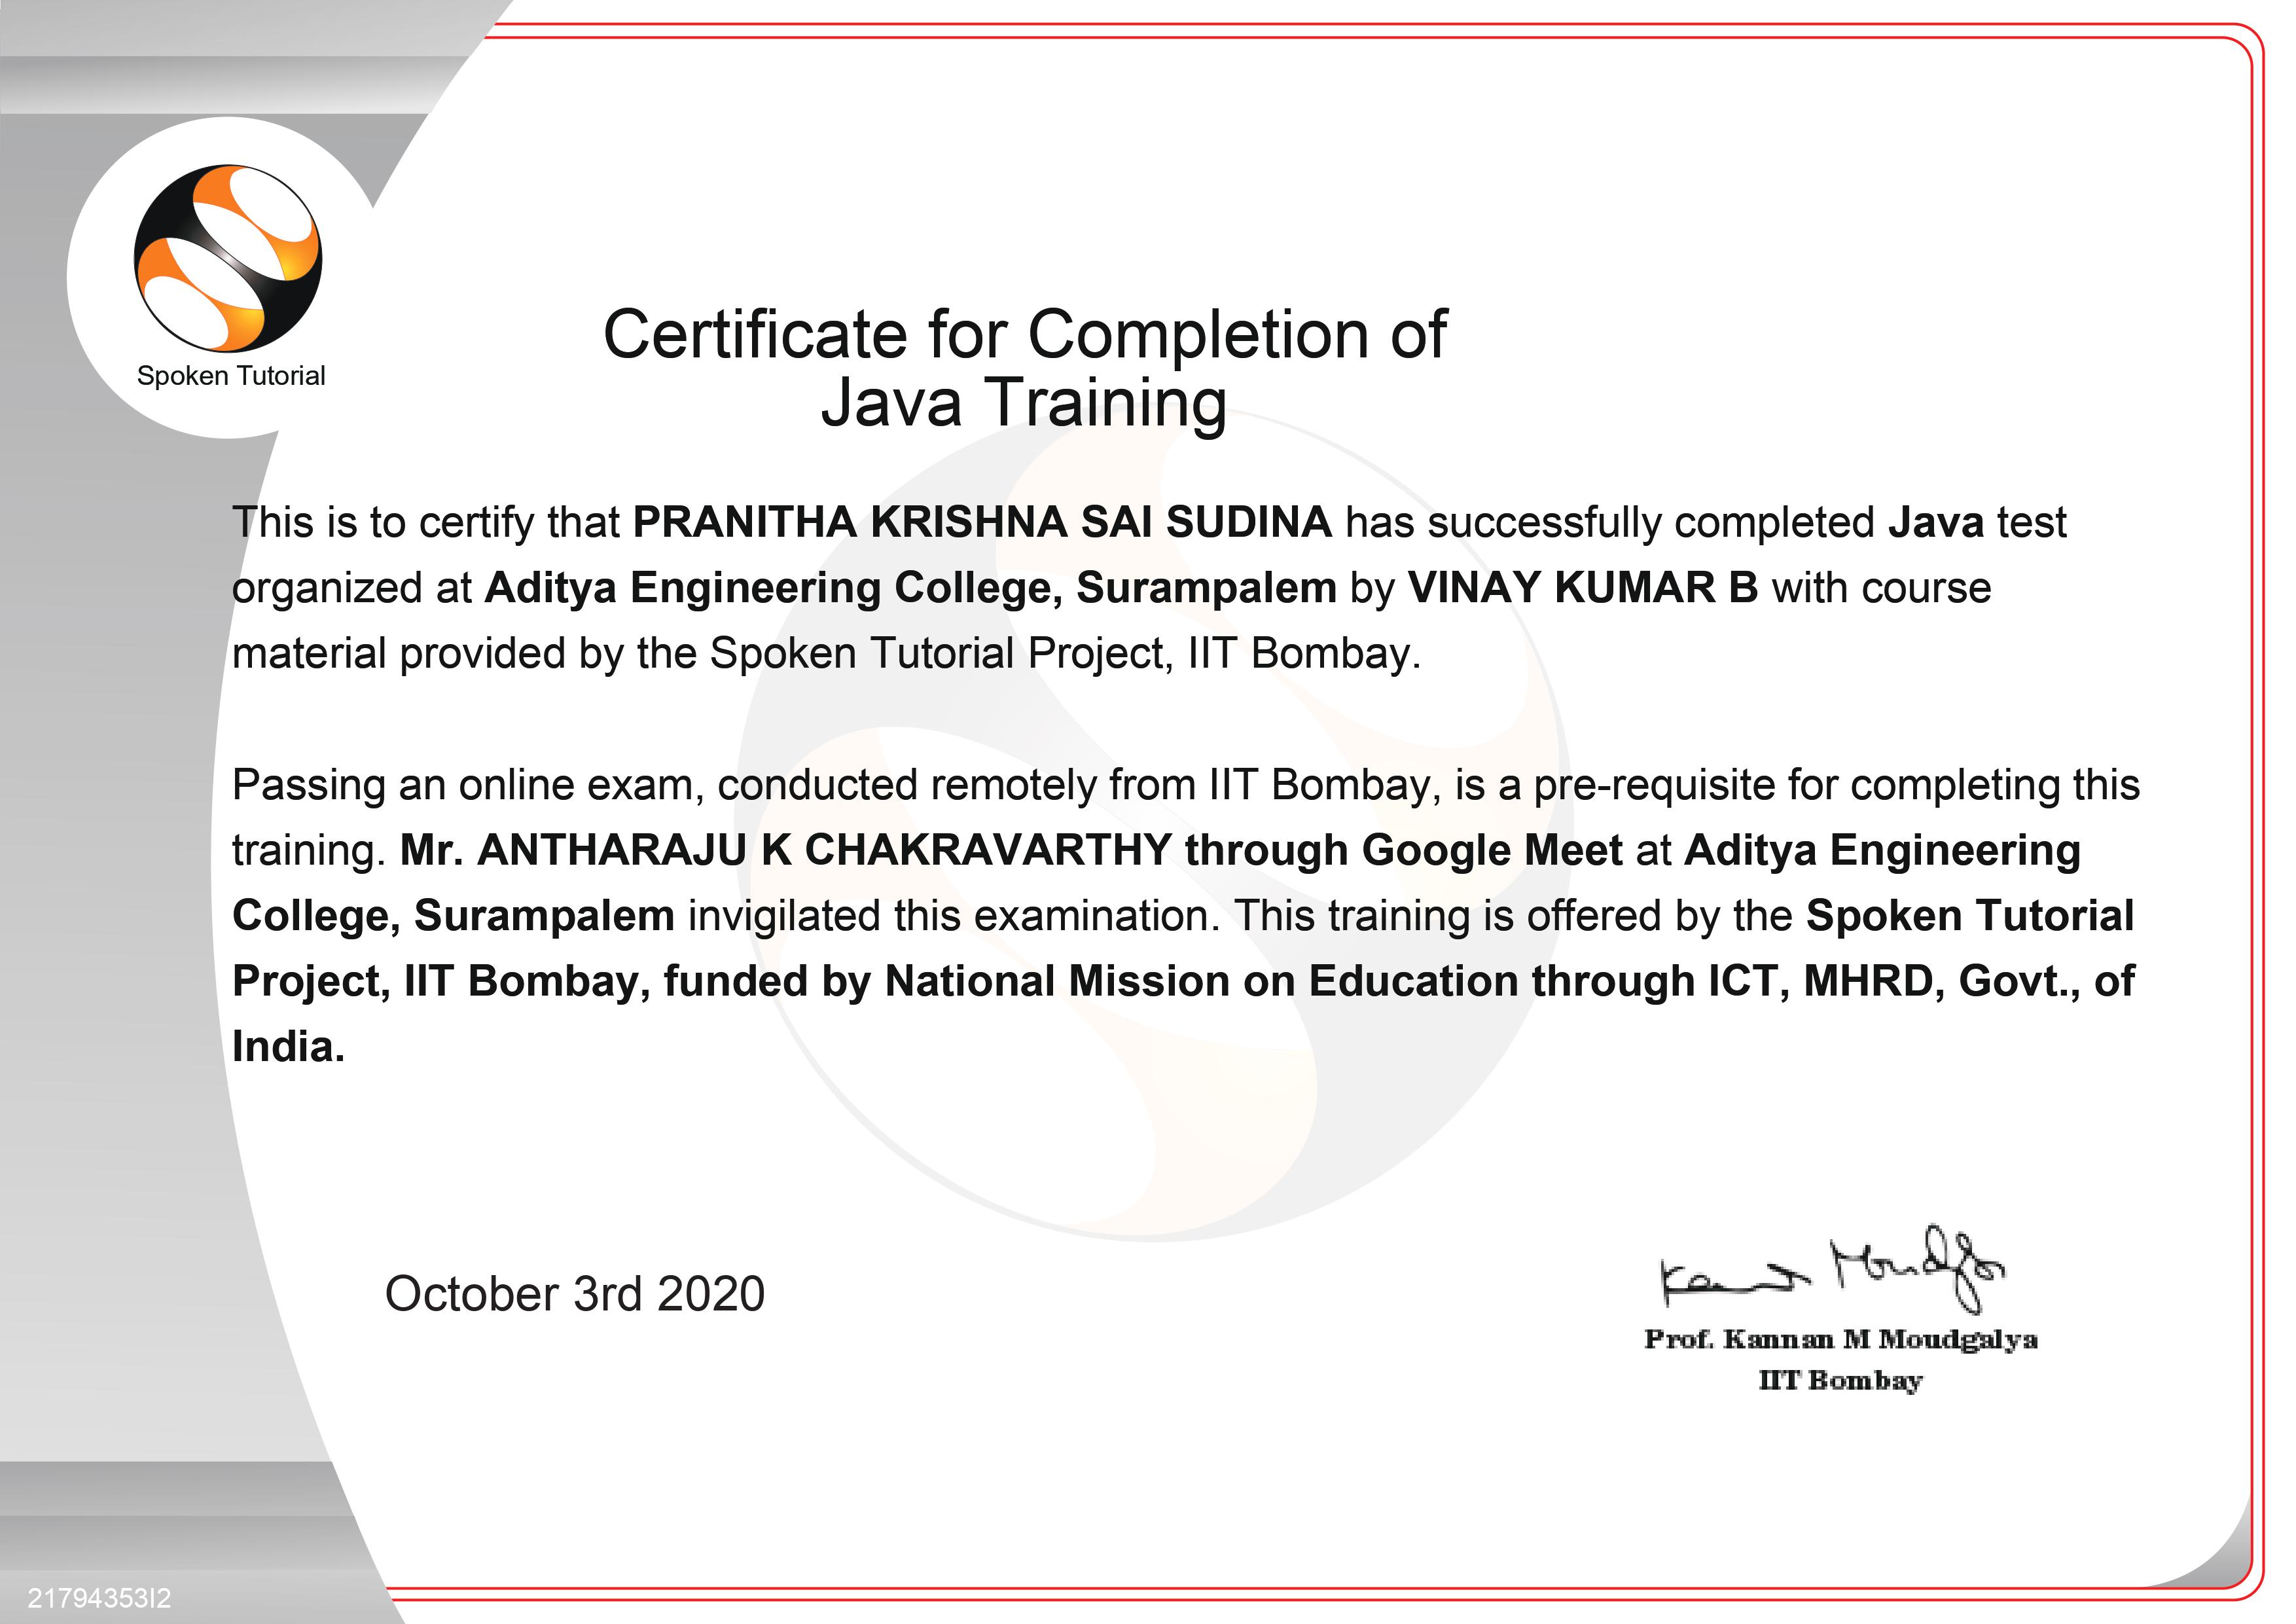 Spoken Tutorial
Certificate for Completion of
Java Training
This is to certify that PRANITHA KRISHNA SAI SUDINA has successfully completed Java test
organized at Aditya Engineering College, Surampalem by VINAY KUMAR B with course
material provided by the Spoken Tutorial Project, IIT Bombay.
Passing an online exam, conducted remotely from IIT Bombay, is a pre-requisite for completing this
training. Mr. ANTHARAJU K CHAKRAVARTHY through Google Meet at Aditya Engineering
College, Surampalem invigilated this examination. This training is offered by the Spoken Tutorial
Project, IIT Bombay, funded by National Mission on Education through ICT, MHRD, Govt., of
India.
October 3rd 2020
Kannan Moudgalya
Prof. Kannan M Moudgalya
IIT Bombay
21794353I2